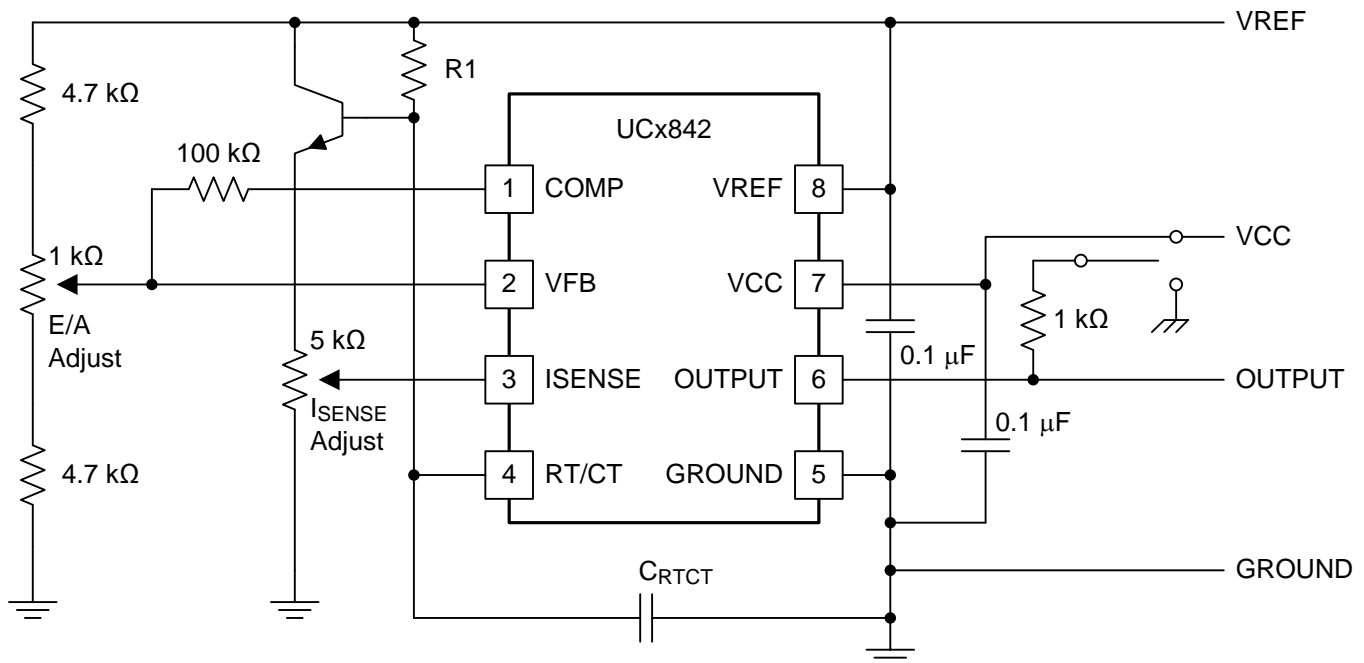 VREF
R1
4.7 kΩ
UCx842
100 kΩ
1 COMP
VREF 8
VCC
1 kΩ
2 VFB
VCC 7
E/A
Adjust
1 kΩ
0.1 μF
5 kΩ
3 ISENSE
OUTPUT 6
OUTPUT
ISENSE
Adjust
0.1 μF
4.7 kΩ
4 RT/CT
GROUND 5
CRTCT
GROUND